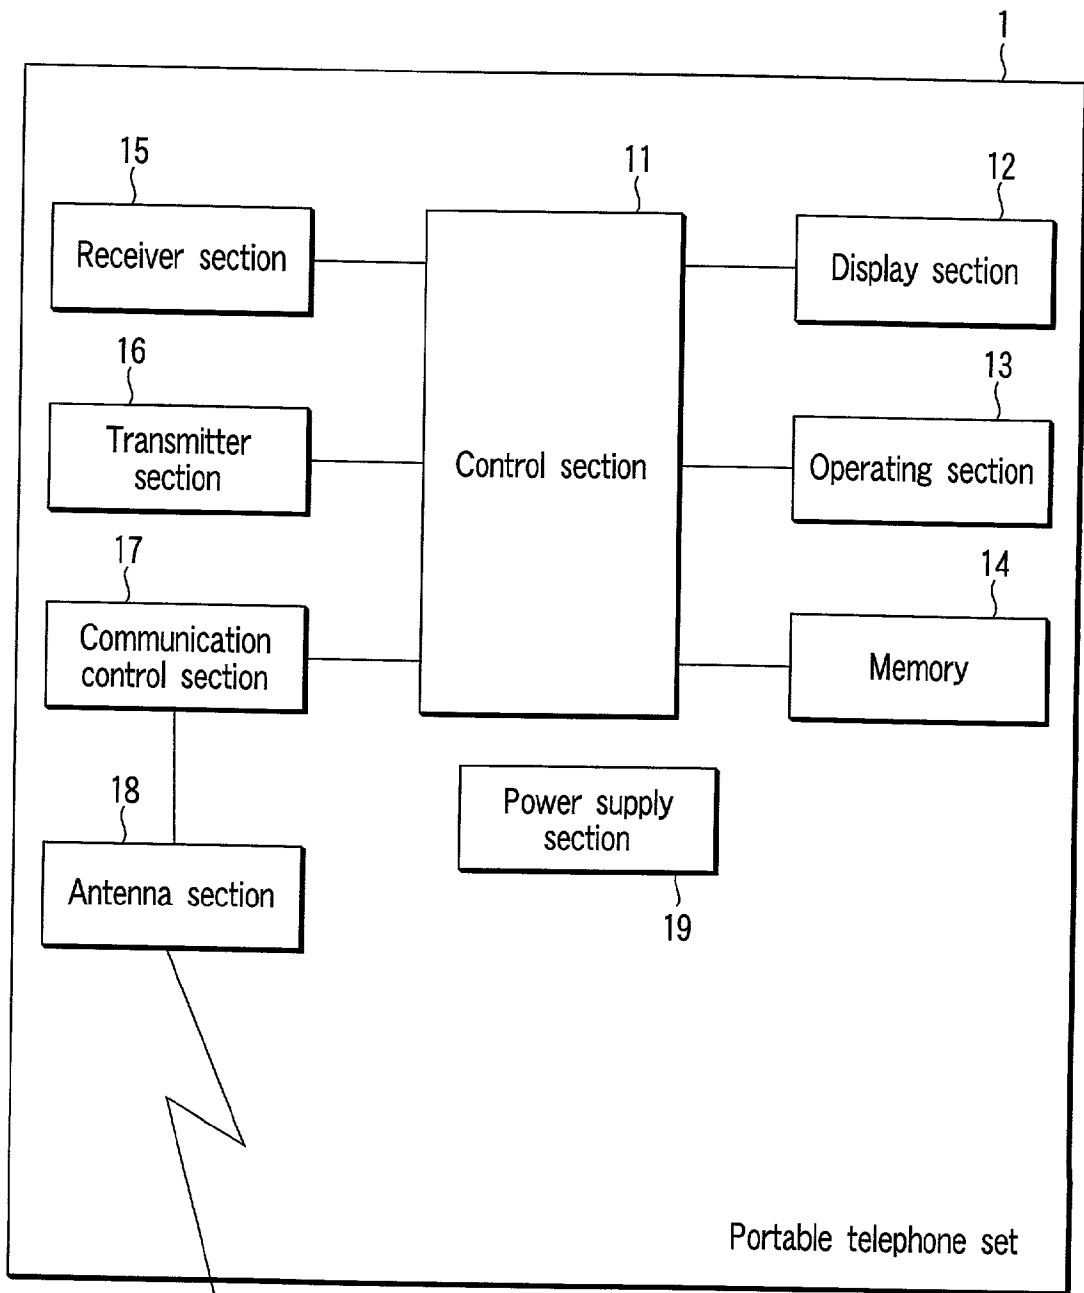 1
15
Receiver section
11
Control section
12
Display section
16
Transmitter
section
13
Operating section
17
Communication
control section
14
Memory
18
Antenna section
Power supply
section
19
Portable telephone set